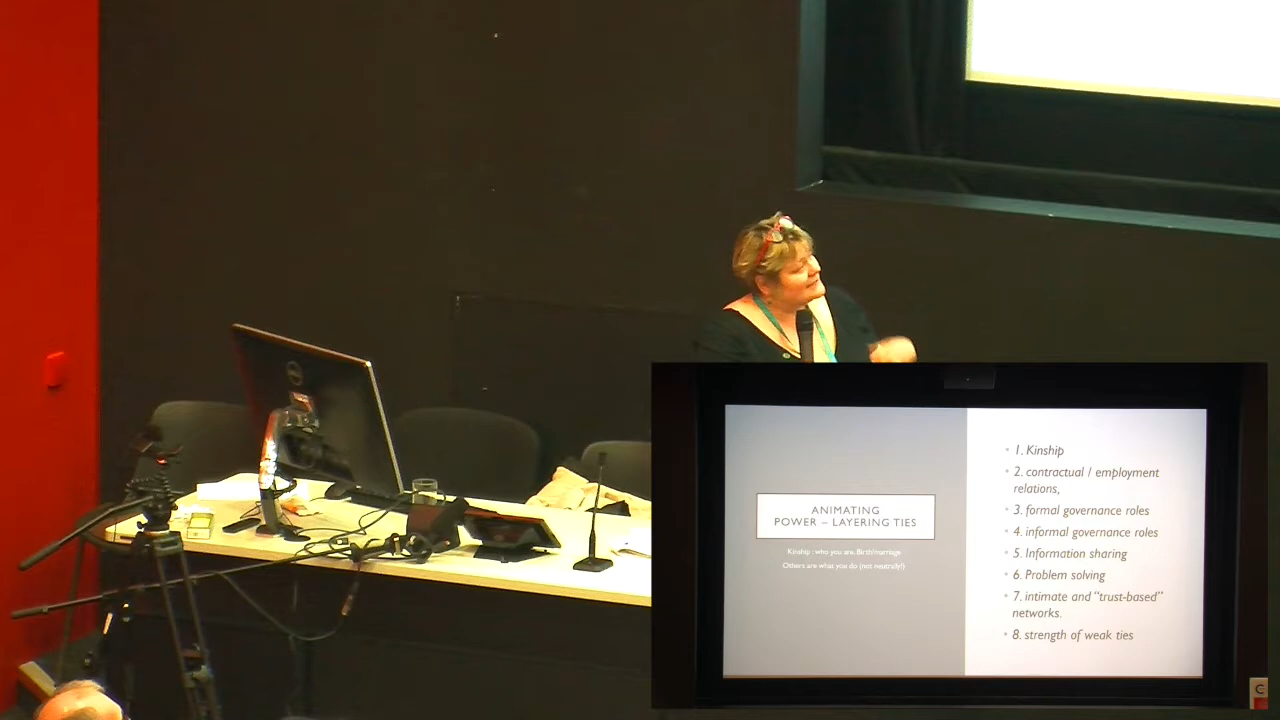 ANIMATING
POWER – LAYERING TIES
Kinship : who you are. Birth/marriage
Others are what you do (not neutrally!)
• 1. Kinship
• 2. contractual / employment
relations,
• 3. formal governance roles
• 4. informal governance roles
• 5. Information sharing
• 6. Problem solving
• 7. intimate and “trust-based”
networks.
• 8. strength of weak ties